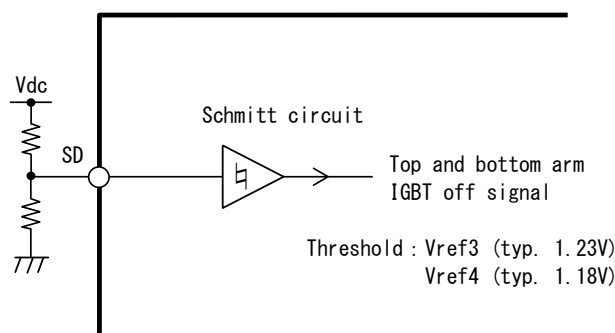 Vdc
Schmitt circuit
SD
Top and bottom arm
IGBT off signal
Threshold : Vref3 (typ. 1.23V)
Vref4 (typ. 1.18V)